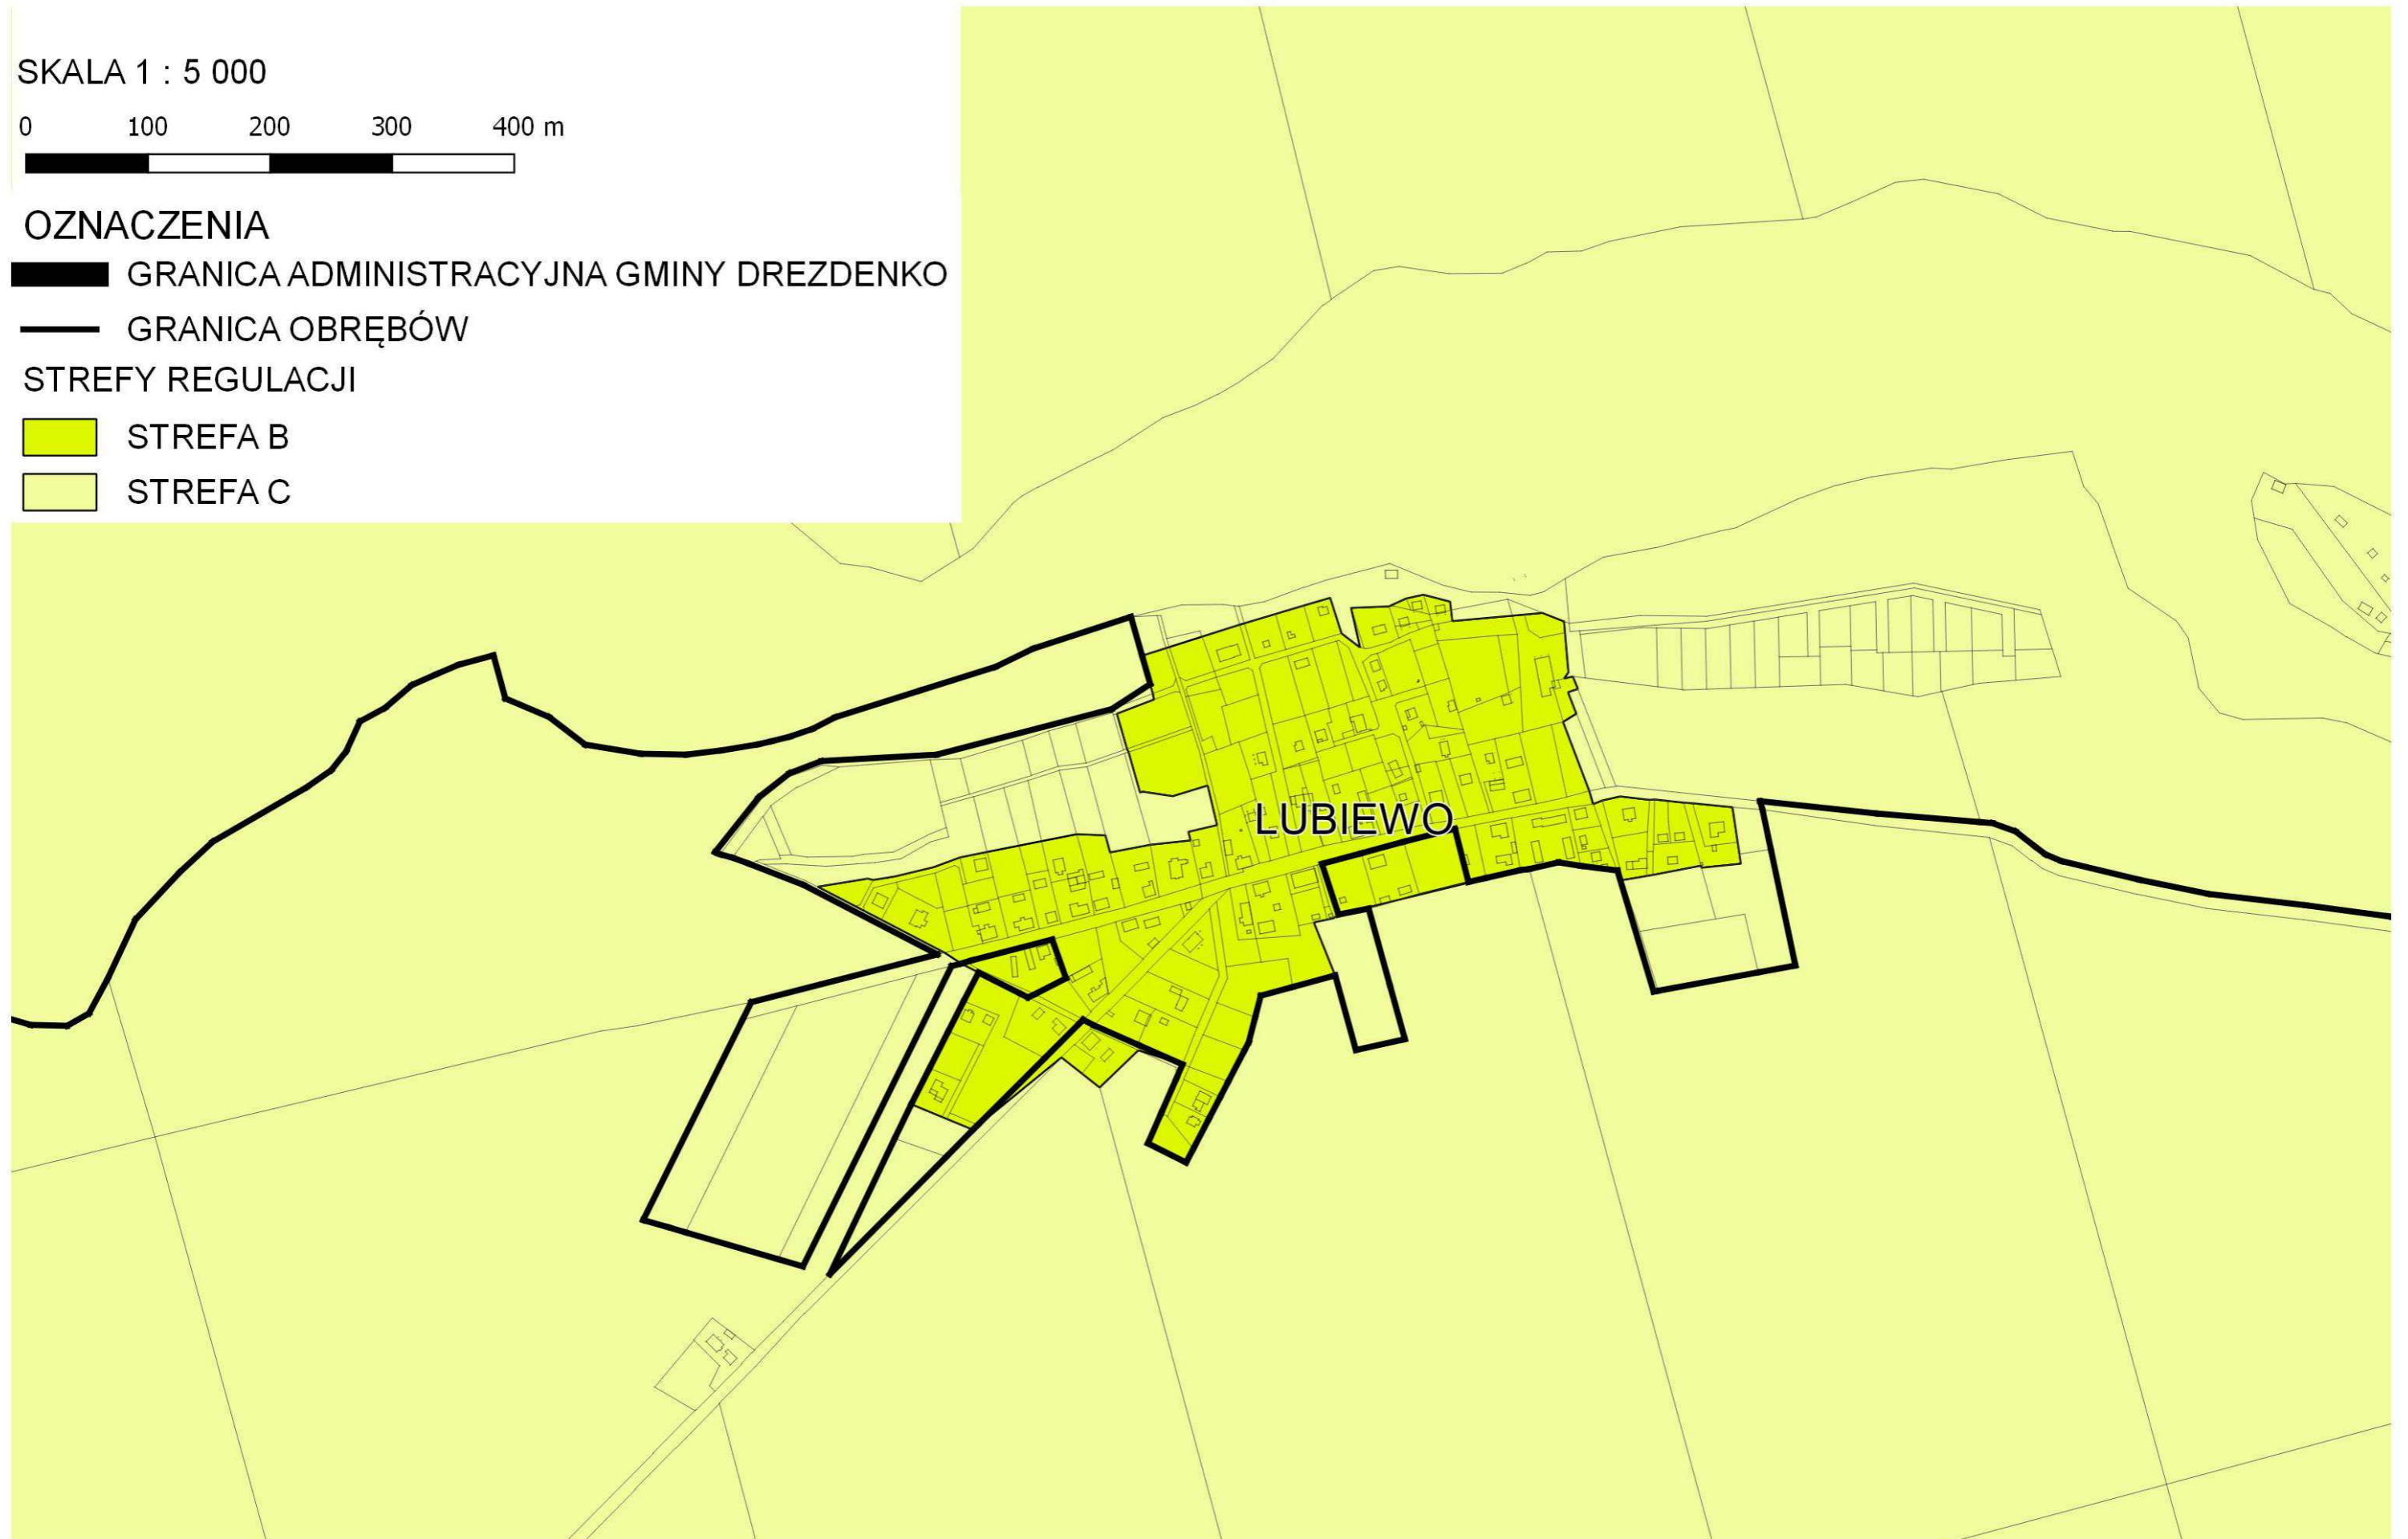 SKALA 1 : 5 000
0 100 200 300 400 m
OZNACZENIA
GRANICA ADMINISTRACYJNA GMINY DREZDENKO
GRANICA OBRĘBÓW
STREFY REGULACJI
STREFA B
STREFA C
LUBIEWO